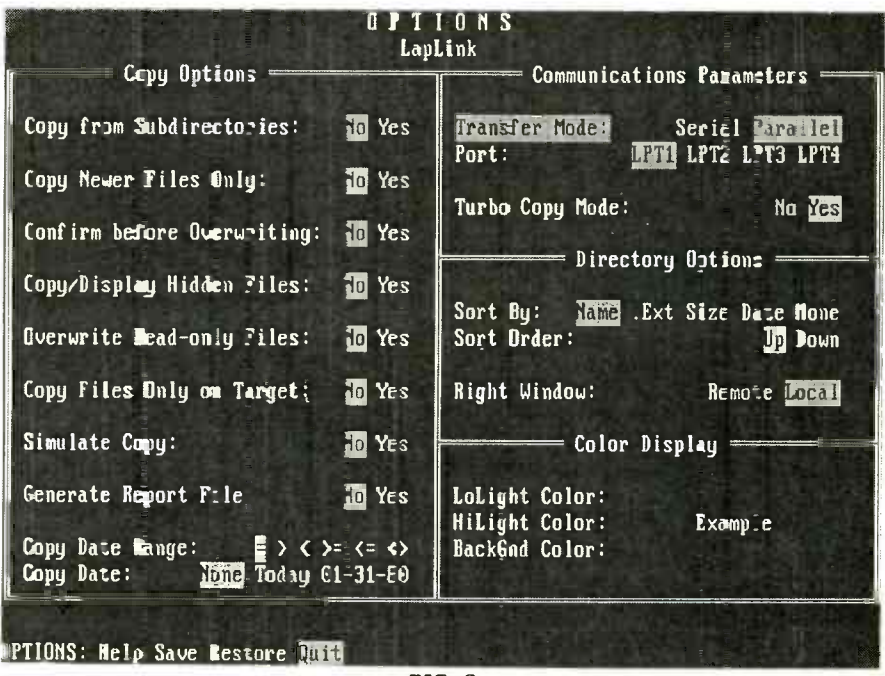 OPTIONS
LapLink
Copy Options
Copy from Subdirectories: No Yes
Copy Newer Files Only: No Yes
Confirm before Overwriting: No Yes
Copy/Display Hidden Files: No Yes
Overwrite Read-only Files: No Yes
Copy Files Only on Target: No Yes
Simulate Copy: No Yes
Generate Report File No Yes
Copy Date Range: = > < >= <= <>
Copy Date: None Today 01-31-80
Communications Parameters
Transfer Mode: Serial Parallel
Port: LPT1 LPT2 LPT3 LPT4
Turbo Copy Mode: No Yes
Directory Options
Sort By: Name .Ext Size Date None
Sort Order: Up Down
Right Window: Remote Local
Color Display
LoLight Color:
HiLight Color: Example
BackGnd Color:
OPTIONS: Help Save Restore Quit